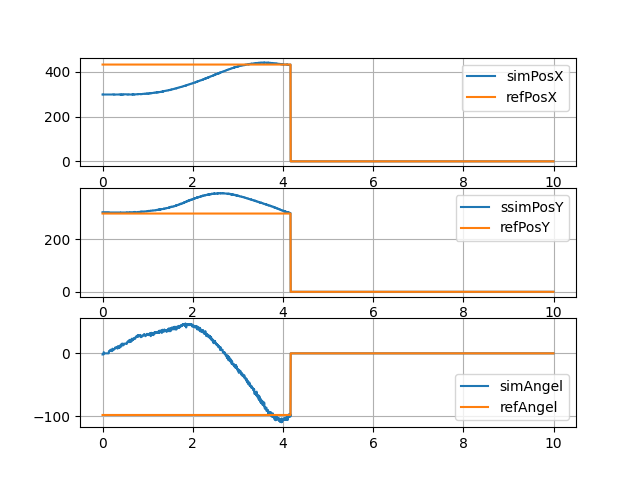 400
200
0
simPosX
refPosX
0 2 4 6 8 10
200
0
ssimPosY
refPosY
0 2 4 6 8 10
0
−100
simAngel
refAngel
0 2 4 6 8 10